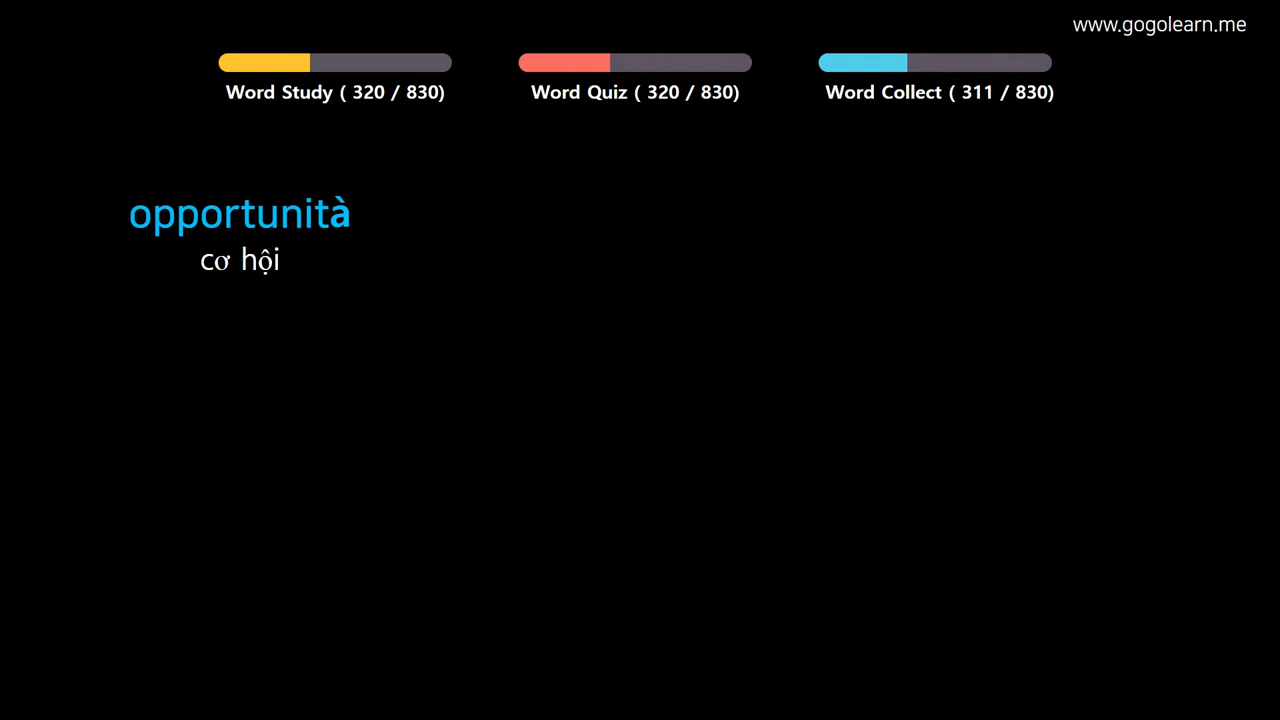 www.gogolearn.me
Word Study ( 320 / 830)
Word Quiz ( 320 / 830)
Word Collect ( 311 / 830)
opportunità
cơ hội